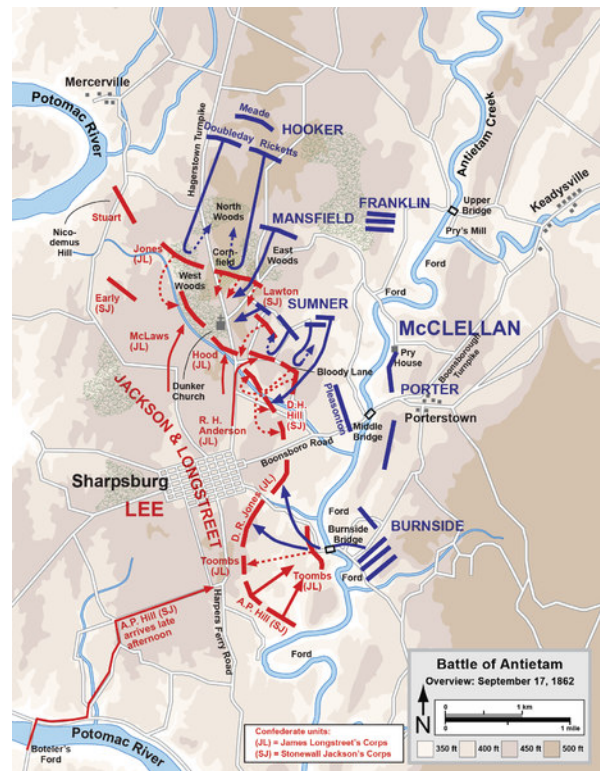 Mercerville
Potomac
River
Hagerstown Turnpike
Meade
Doubleday
Ricketts
HOOKER
Antietam Creek
Keadysville
Upper
Bridge
Pry's Mill
Ford
FRANKLIN
North
Woods
MANSFIELD
Stuart
Nico-
demus
Hill
Jones
(JL)
Corn-
field
East
Woods
West
Woods
Lawton
(SJ)
Ford
Early
(SJ)
SUMNER
McCLELLAN
McLaws
(JL)
Hood
(JL)
Pry
House
Boonsborough
Turnpike
Bloody Lane
Dunker
Church
PORTER
Porterstown
Pleasonton
D.H.
Hill
(SJ)
R. H.
Anderson
(JL)
Middle
Bridge
JACKSON &
LONGSTREET
Boonsboro Road
Sharpsburg
LEE
D. R. Jones (JL)
Ford
Burnside
Bridge
BURNSIDE
Ford
Toombs
(JL)
Toombs
(JL)
A.P. Hill (SJ)
A.P. Hill (SJ)
arrives late
afternoon
Harpers Ferry Road
Ford
Potomac River
Boteler's
Ford
Confederate units:
(JL) = James Longstreet's Corps
(SJ) = Stonewall Jackson's Corps
Battle of Antietam
Overview: September 17, 1862
N
0 1 km
0 1 mile
350 ft 400 ft 450 ft 500 ft